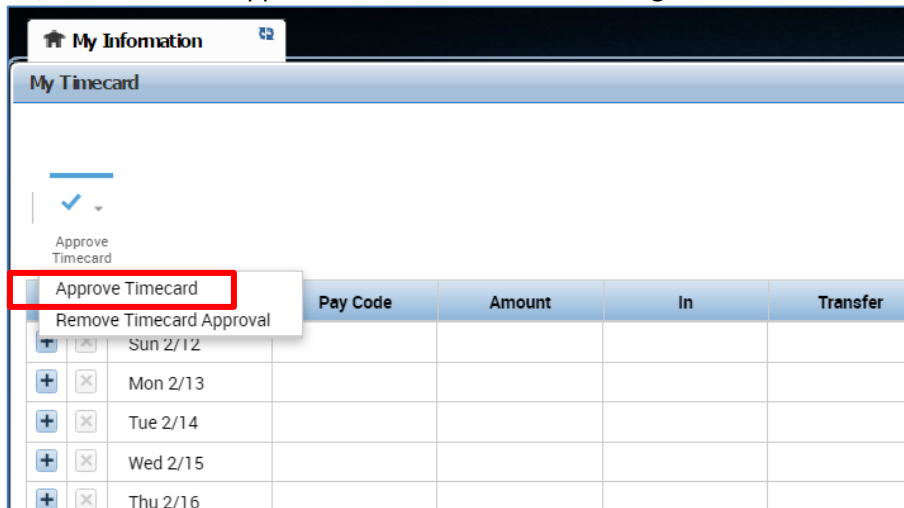 My Information
My Timecard
Approve
Timecard
Approve Timecard
Remove Timecard Approval
Pay Code Amount In Transfer
Sun 2/12
Mon 2/13
Tue 2/14
Wed 2/15
Thu 2/16